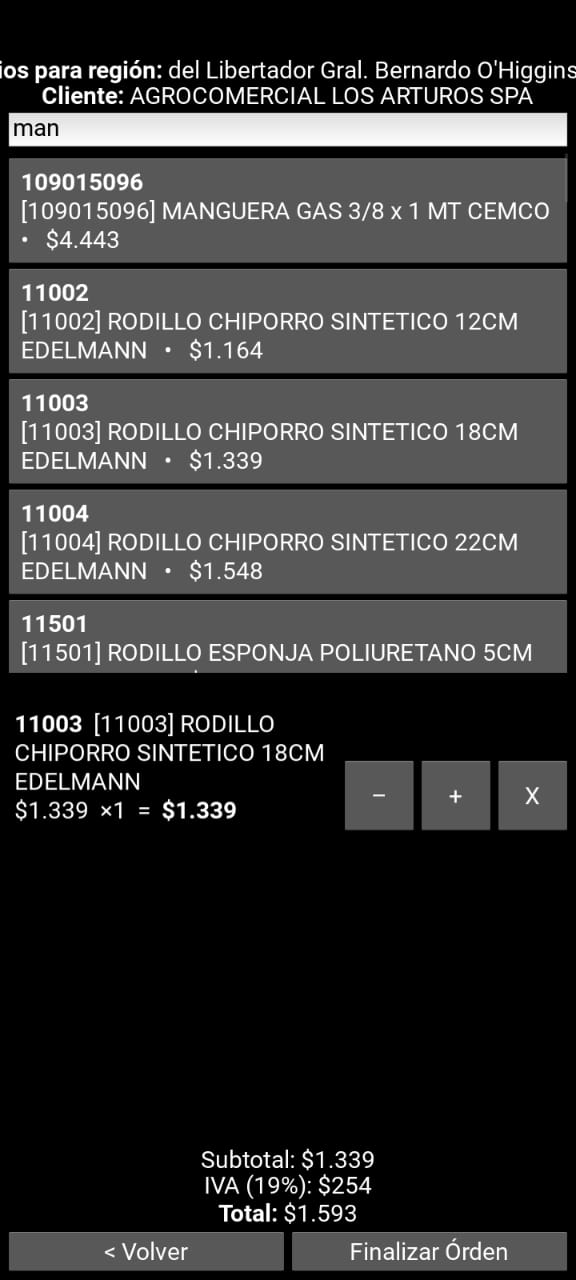 ios para región: del Libertador Gral. Bernardo O'Higgins
Cliente: AGROCOMERCIAL LOS ARTUROS SPA
man
109015096
[109015096] MANGUERA GAS 3/8 x 1 MT CEMCO
• $4.443
11002
[11002] RODILLO CHIPORRO SINTETICO 12CM
EDELMANN • $1.164
11003
[11003] RODILLO CHIPORRO SINTETICO 18CM
EDELMANN • $1.339
11004
[11004] RODILLO CHIPORRO SINTETICO 22CM
EDELMANN • $1.548
11501
[11501] RODILLO ESPONJA POLIURETANO 5CM
11003 [11003] RODILLO
CHIPORRO SINTETICO 18CM
EDELMANN
$1.339 ×1 = $1.339
− + X
Subtotal: $1.339
IVA (19%): $254
Total: $1.593
< Volver Finalizar Órden